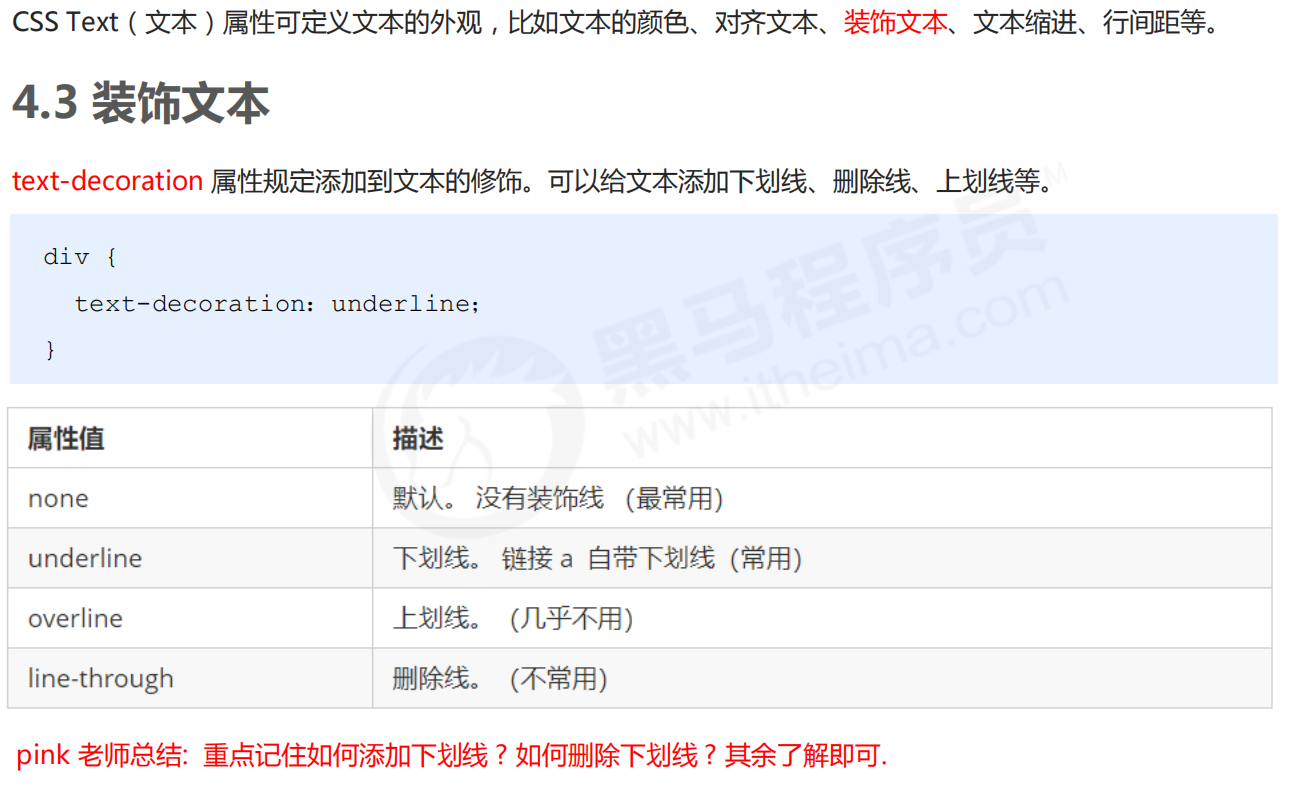 CSS Text（文本）属性可定义文本的外观，比如文本的颜色、对齐文本、装饰文本、文本缩进、行间距等。
4.3 装饰文本
text-decoration 属性规定添加到文本的修饰。可以给文本添加下划线、删除线、上划线等。
div {
text-decoration：underline；
}
属性值 描述
none 默认。 没有装饰线 （最常用）
underline 下划线。 链接 a 自带下划线（常用）
overline 上划线。 （几乎不用）
line-through 删除线。 （不常用）
pink 老师总结: 重点记住如何添加下划线？如何删除下划线？其余了解即可.
黑马程序员™
www.itheima.com